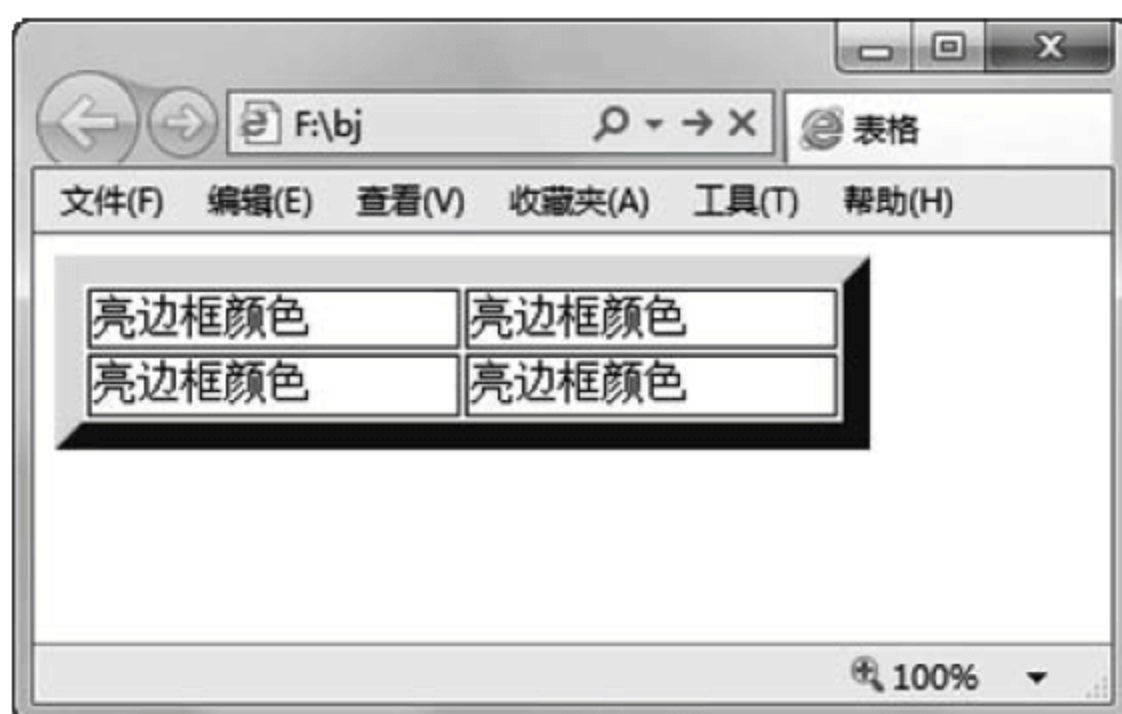 F:\bj
表格
文件(F) 编辑(E) 查看(V) 收藏夹(A) 工具(T) 帮助(H)
亮边框颜色 亮边框颜色
亮边框颜色 亮边框颜色
100%